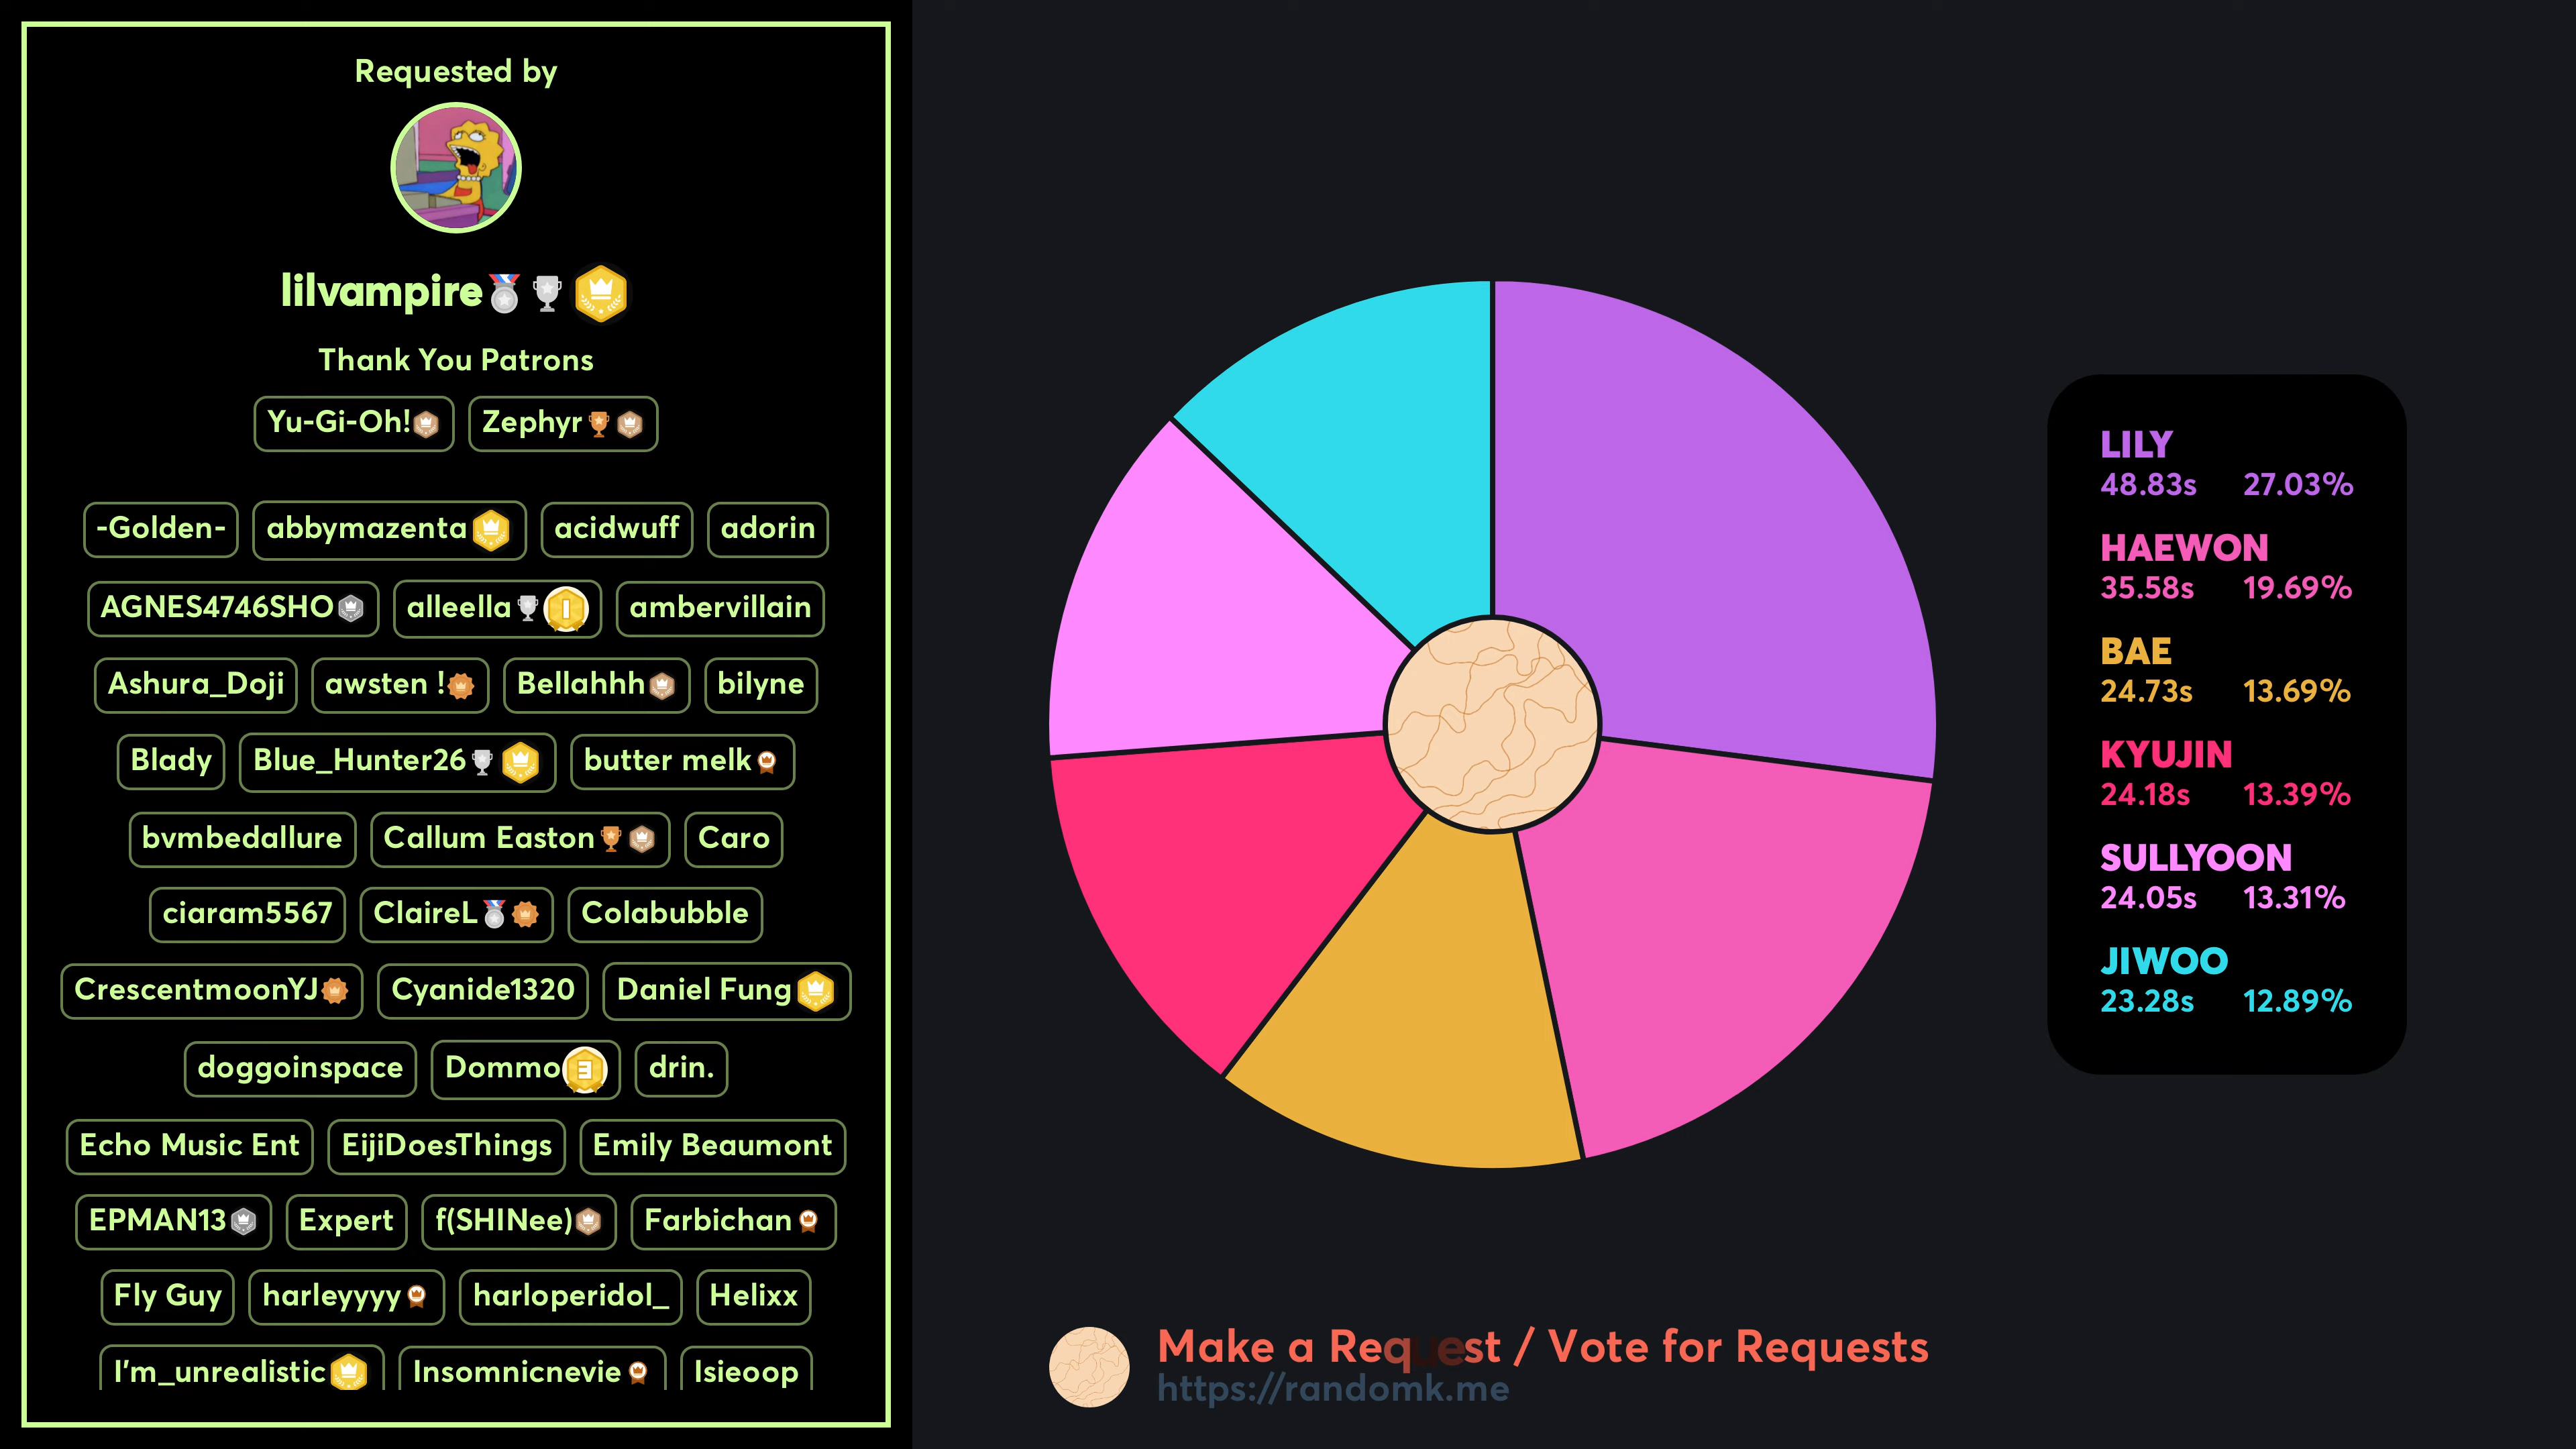 Requested by
lilvampire
Thank You Patrons
Yu-Gi-Oh! Zephyr
-Golden- abbymazenta acidwuff adorin
AGNES4746SHO alleella ambervillain
Ashura_Doji awsten ! Bellahhh bilyne
Blady Blue_Hunter26 butter melk
bvmbedallure Callum Easton Caro
ciaram5567 ClaireL Colabubble
CrescentmoonYJ Cyanide1320 Daniel Fung
doggoinspace Dommo 3 drin.
Echo Music Ent EijiDoesThings Emily Beaumont
EPMAN13 Expert f(SHINee) Farbichan
Fly Guy harleyyyy harloperidol_ Helixx
I'm_unrealistic Insomnicnevie Isieoop
LILY
48.83s 27.03%
HAEWON
35.58s 19.69%
BAE
24.73s 13.69%
KYUJIN
24.18s 13.39%
SULLYOON
24.05s 13.31%
JIWOO
23.28s 12.89%
Make a Request / Vote for Requests
https://randomk.me